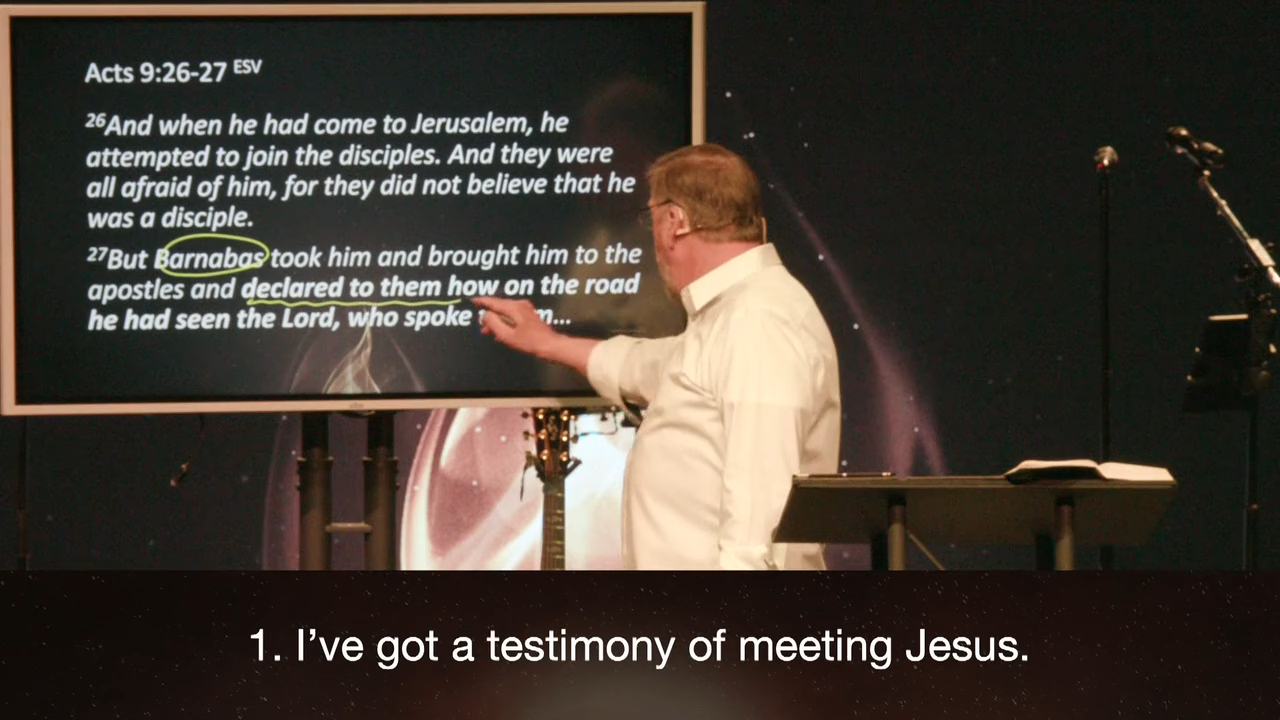 Acts 9:26-27 ESV
26And when he had come to Jerusalem, he
attempted to join the disciples. And they were
all afraid of him, for they did not believe that he
was a disciple.
27But Barnabas took him and brought him to the
apostles and declared to them how on the road
he had seen the Lord, who spoke
1. I’ve got a testimony of meeting Jesus.